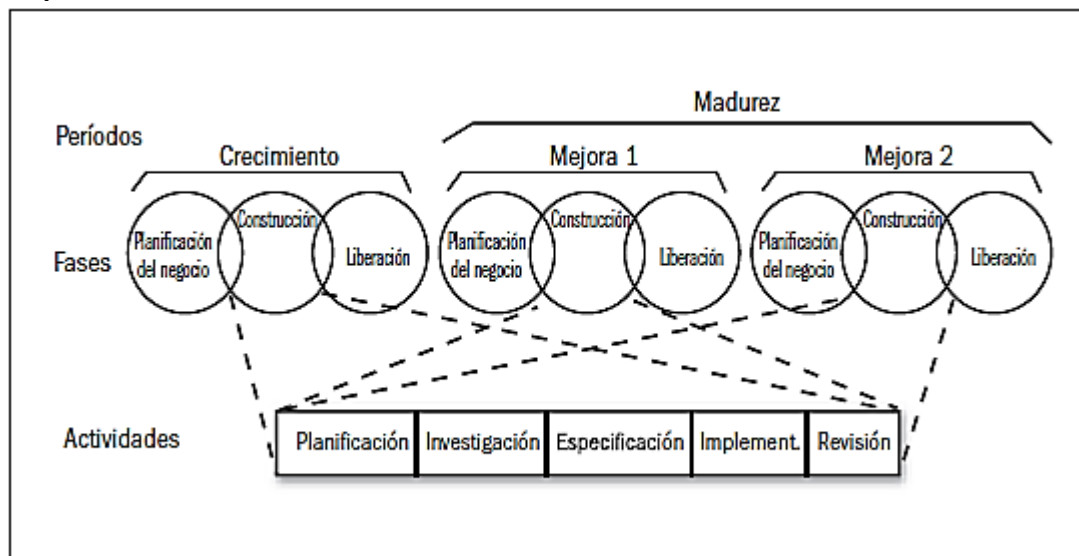 Madurez
Períodos
Crecimiento
Mejora 1
Mejora 2
Fases
Planificación
del negocio
Construcción
Liberación
Planificación
del negocio
Construcción
Liberación
Planificación
del negocio
Construcción
Liberación
Actividades
Planificación
Investigación
Especificación
Implement.
Revisión